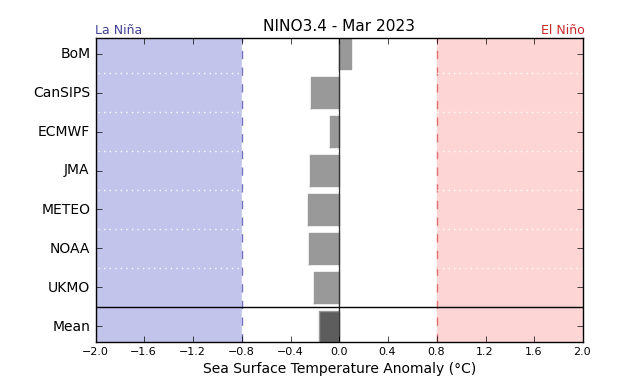 NINO3.4 - Mar 2023
La Niña
El Niño
BoM
CanSIPS
ECMWF
JMA
METEO
NOAA
UKMO
Mean
−2.0 −1.6 −1.2 −0.8 −0.4 0.0 0.4 0.8 1.2 1.6 2.0
Sea Surface Temperature Anomaly (°C)